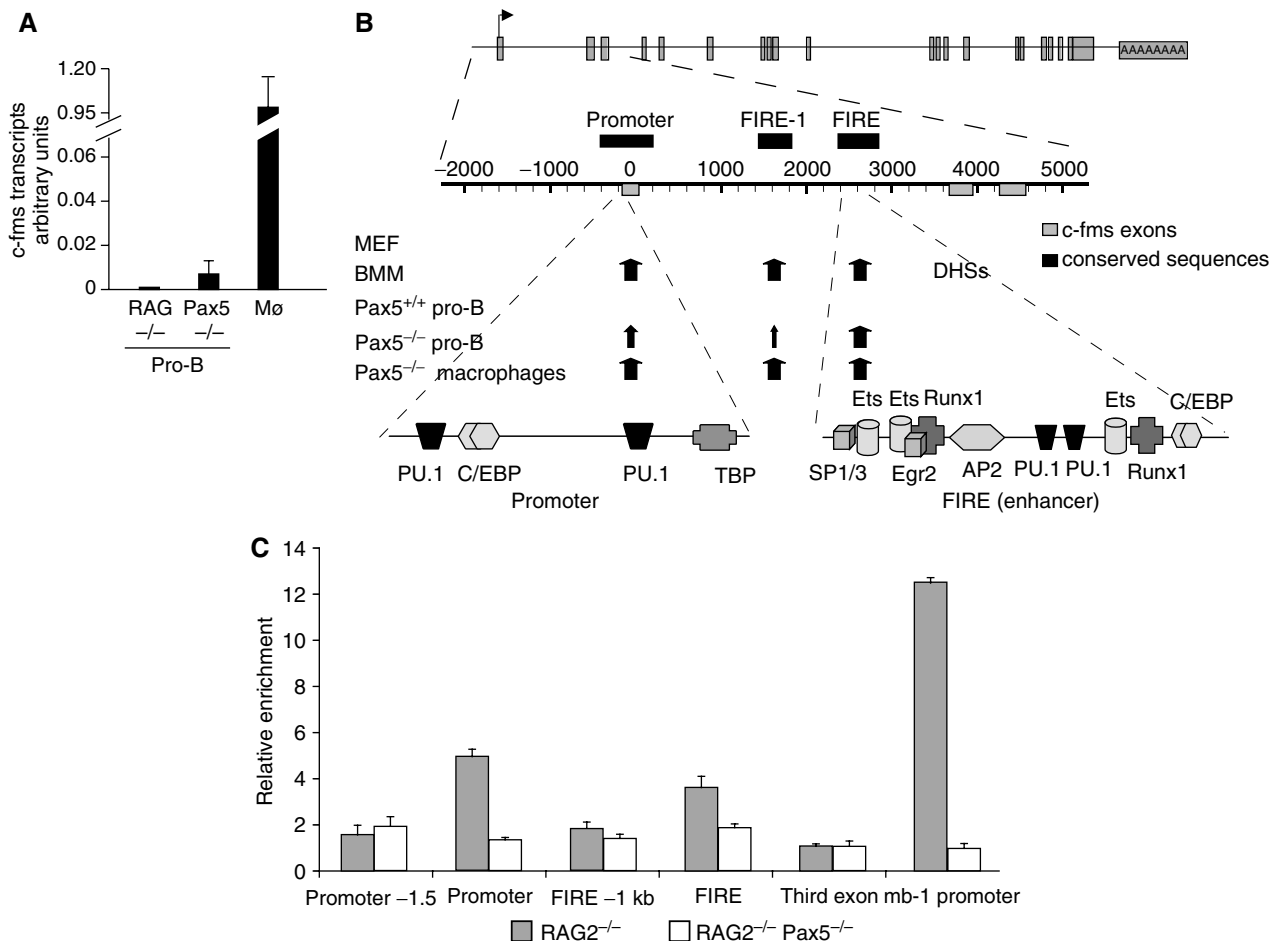 A
c-fms transcripts
arbitrary units
1.20
0.95
0.06
0.04
0.02
0
RAG
−/−
Pax5
−/−
Mø
Pro-B
B
AAAAAAAA
Promoter
FIRE-1
FIRE
−2000
−1000
0
1000
2000
3000
4000
5000
c-fms exons
conserved sequences
MEF
BMM
DHSs
Pax5+/+ pro-B
Pax5−/− pro-B
Pax5−/− macrophages
PU.1
C/EBP
PU.1
TBP
Promoter
Ets
Ets
Runx1
Ets
C/EBP
SP1/3
Egr2
AP2
PU.1
PU.1
Runx1
FIRE (enhancer)
C
Relative enrichment
14
12
10
8
6
4
2
0
Promoter −1.5
Promoter
FIRE −1 kb
FIRE
Third exon
mb-1 promoter
RAG2−/−
RAG2−/− Pax5−/−